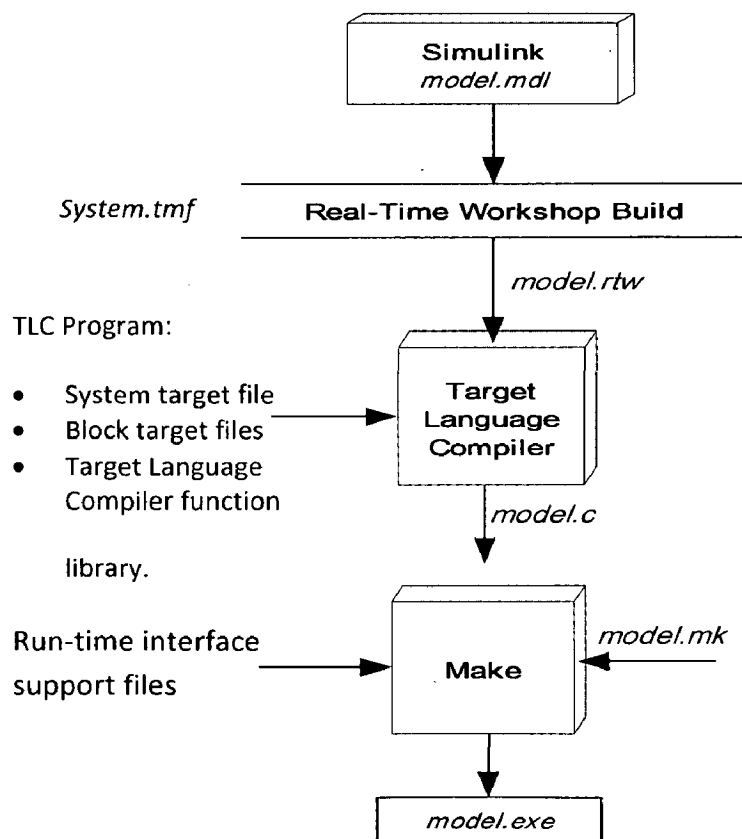 Simulink
model.mdl
System.tmf
Real-Time Workshop Build
model.rtw
TLC Program:
• System target file
• Block target files
• Target Language
Compiler function
library.
Target
Language
Compiler
model.c
Run-time interface
support files
Make
model.mk
model.exe